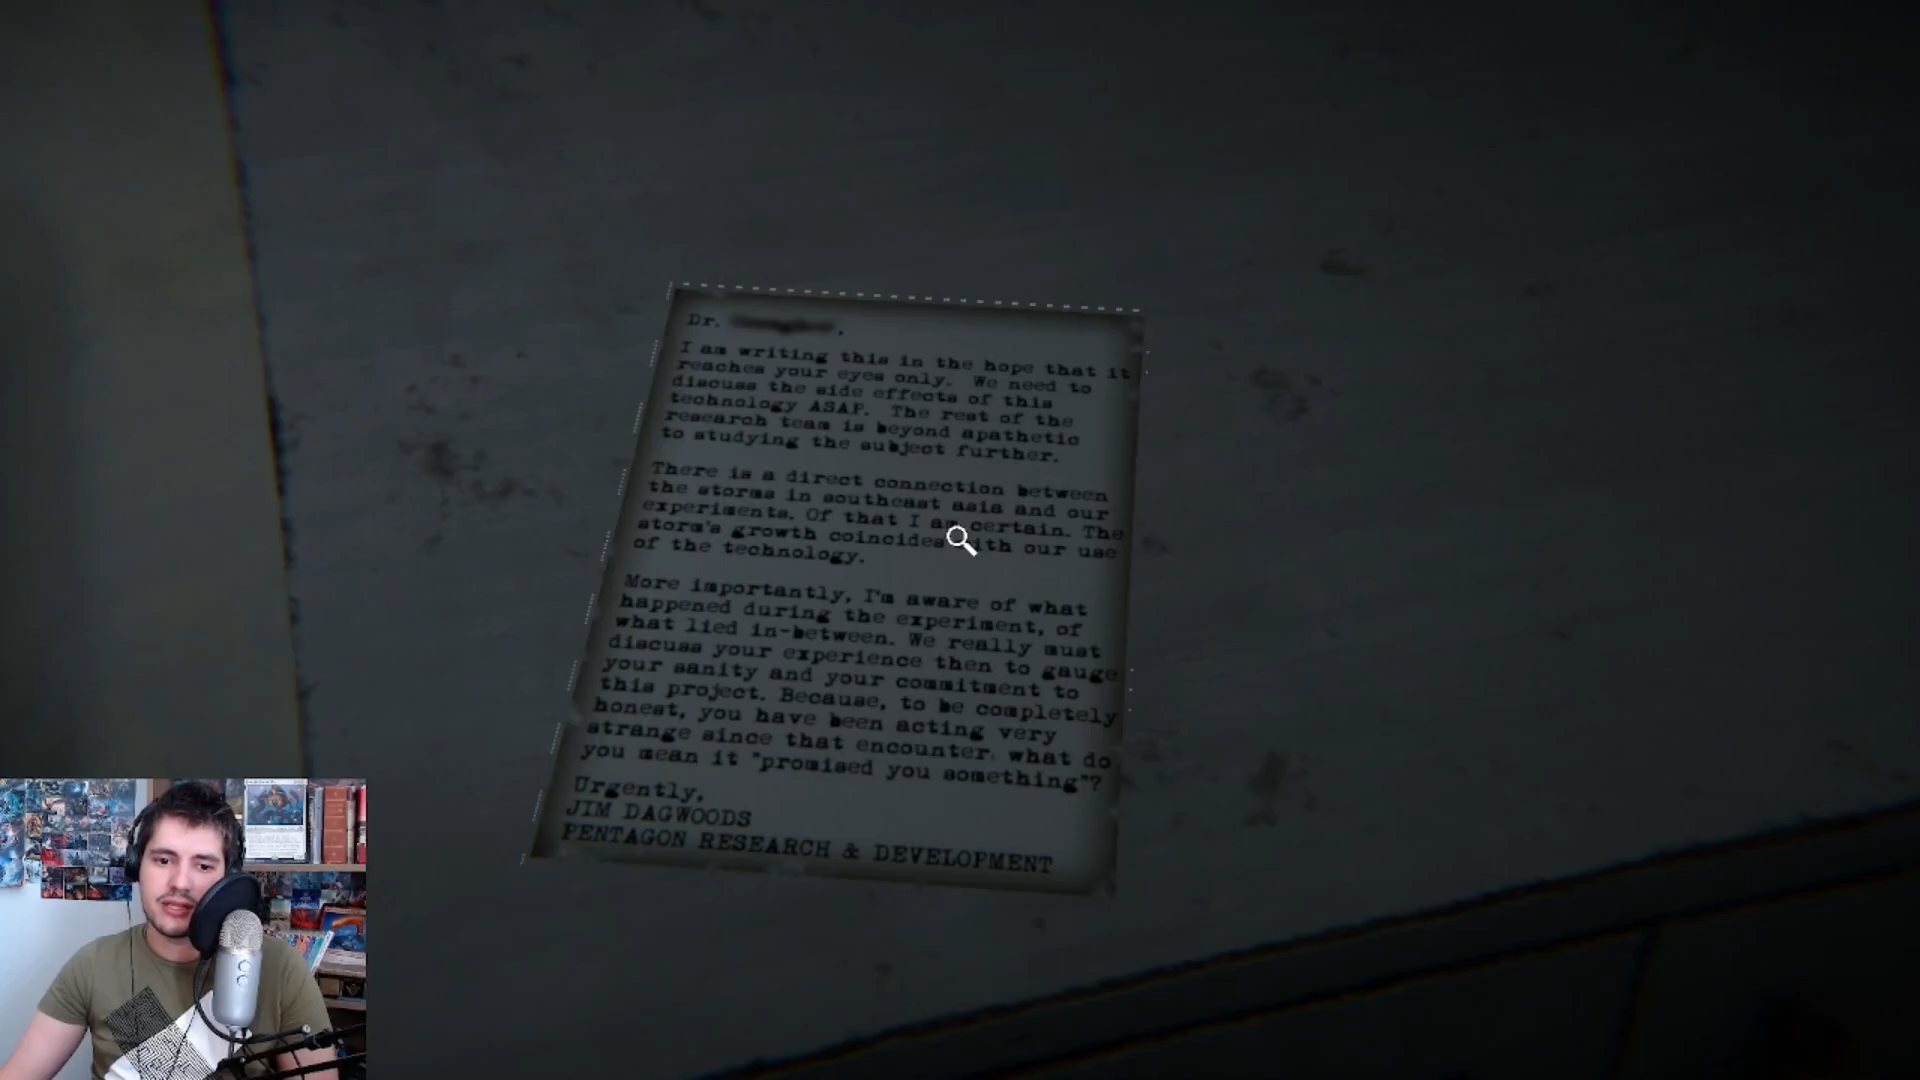 Dr.
I am writing this in the hope that it
reaches your eyes only. We need to
discuss the side effects of this
technology ASAP. The rest of the
research team is beyond apathetic
to studying the subject further.
There is a direct connection between
the storms in southeast asia and our
experiments. Of that I am certain. The
storm's growth coincides with our use
of the technology.
More importantly, I'm aware of what
happened during the experiment, of
what lied in-between. We really must
discuss your experience then to gauge
your sanity and your commitment to
this project. Because, to be completely
honest, you have been acting very
strange since that encounter. what do
you mean it "promised you something"?
Urgently,
JIM DAGWOODS
PENTAGON RESEARCH & DEVELOPMENT